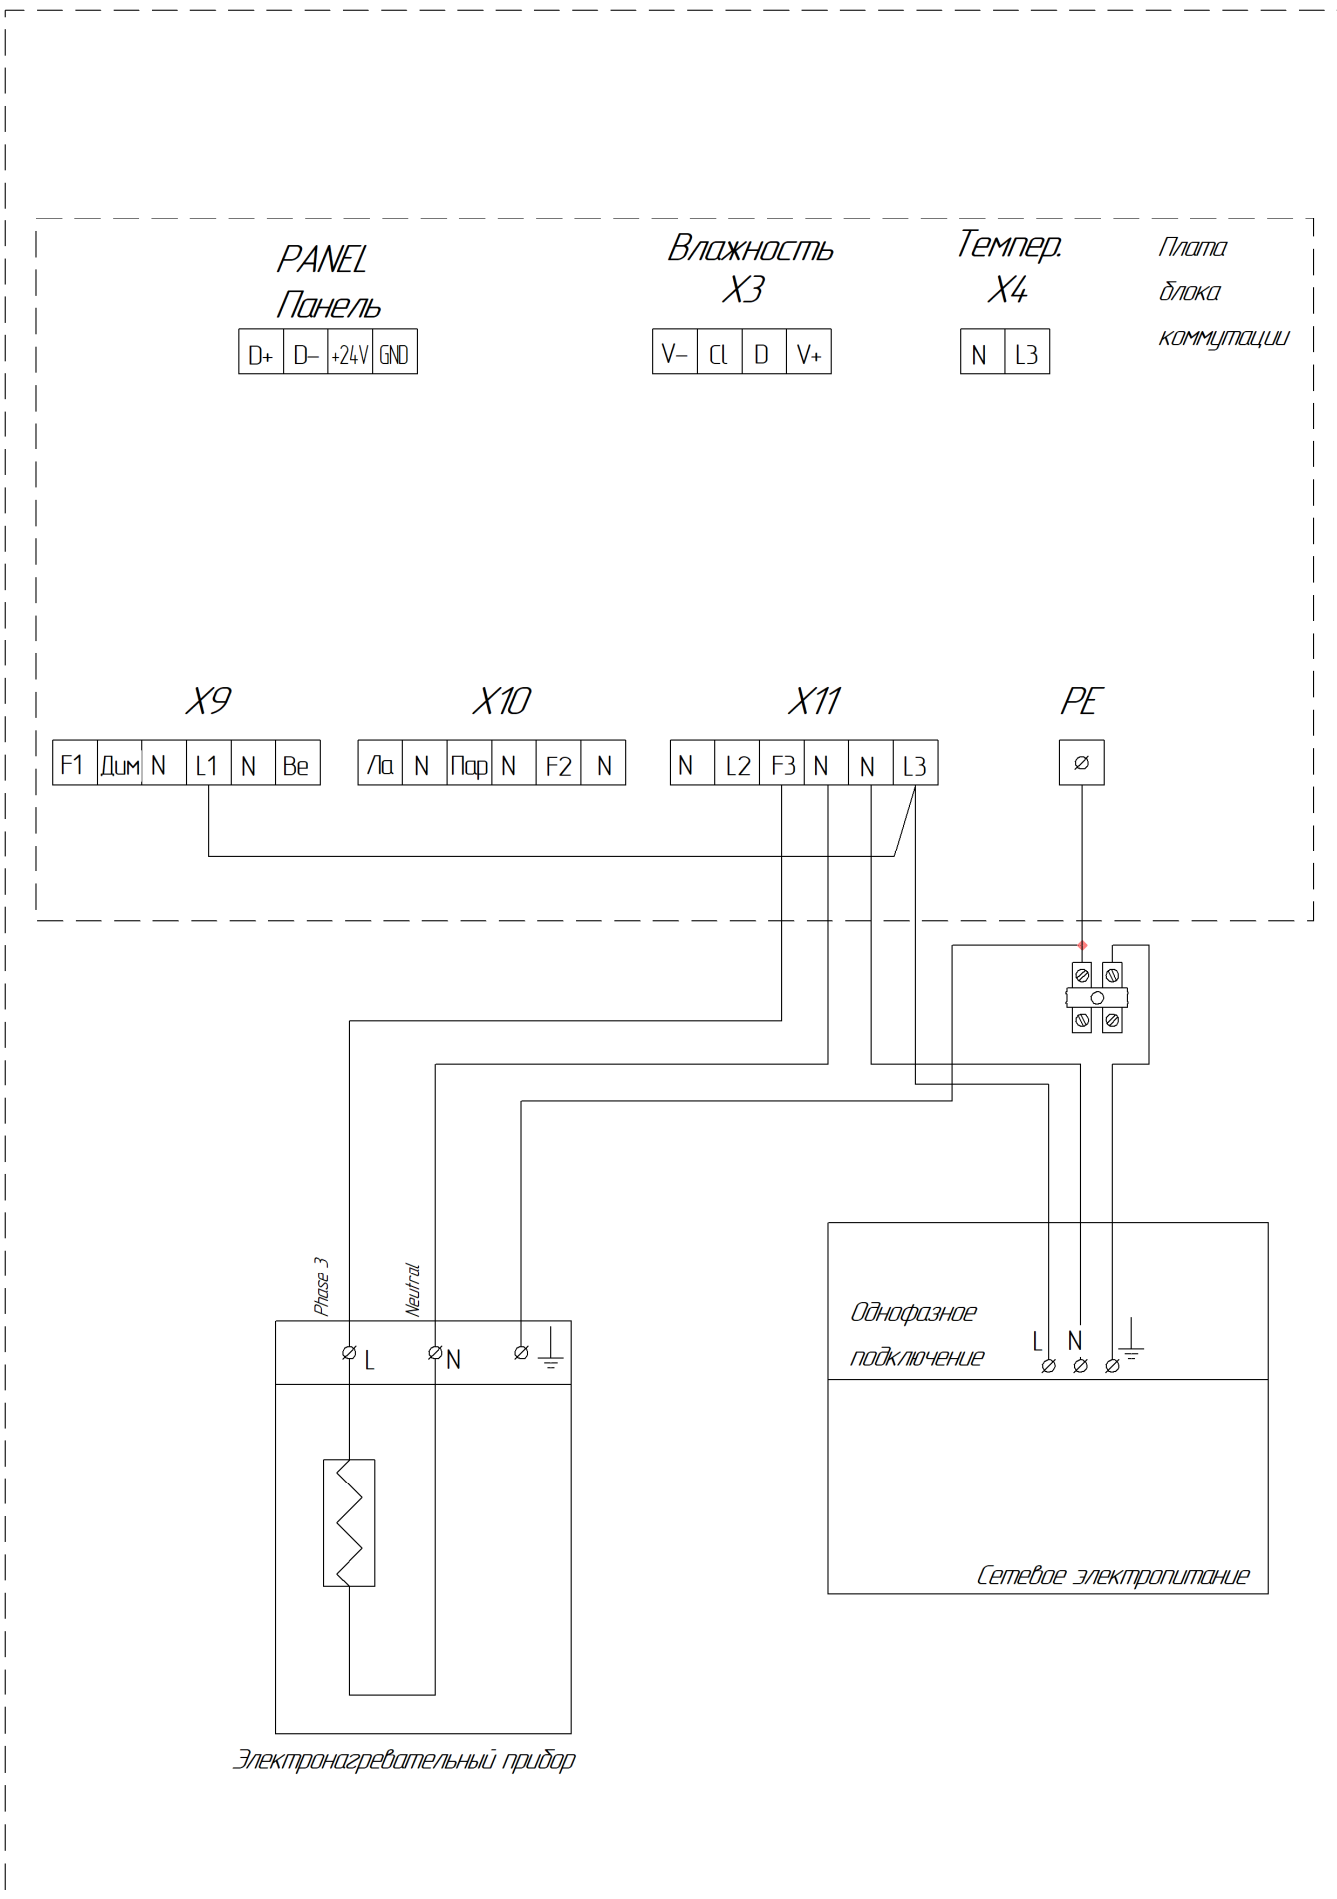 PANEL
Панель
D+ D- +24V GND
Влажность
X3
V- Cl D V+
Темпер.
X4
N L3
Плата
блока
коммутации
X9
F1 Дим N L1 N Ве
X10
Ла N Пар N F2 N
X11
N L2 F3 N N L3
PE
Phase 3
Neutral
L N
Электронагревательный прибор
Однофазное
подключение
L N
Сетевое электропитание